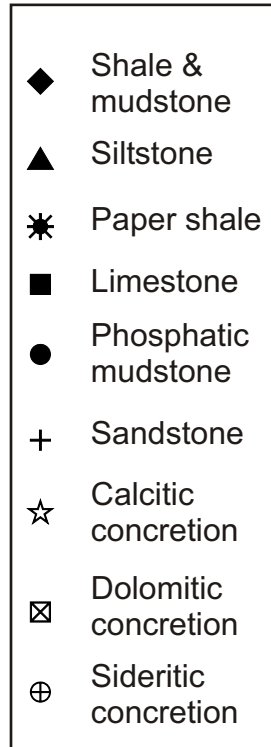 Shale &
mudstone
Siltstone
Paper shale
Limestone
Phosphatic
mudstone
Sandstone
Calcitic
concretion
Dolomitic
concretion
Sideritic
concretion